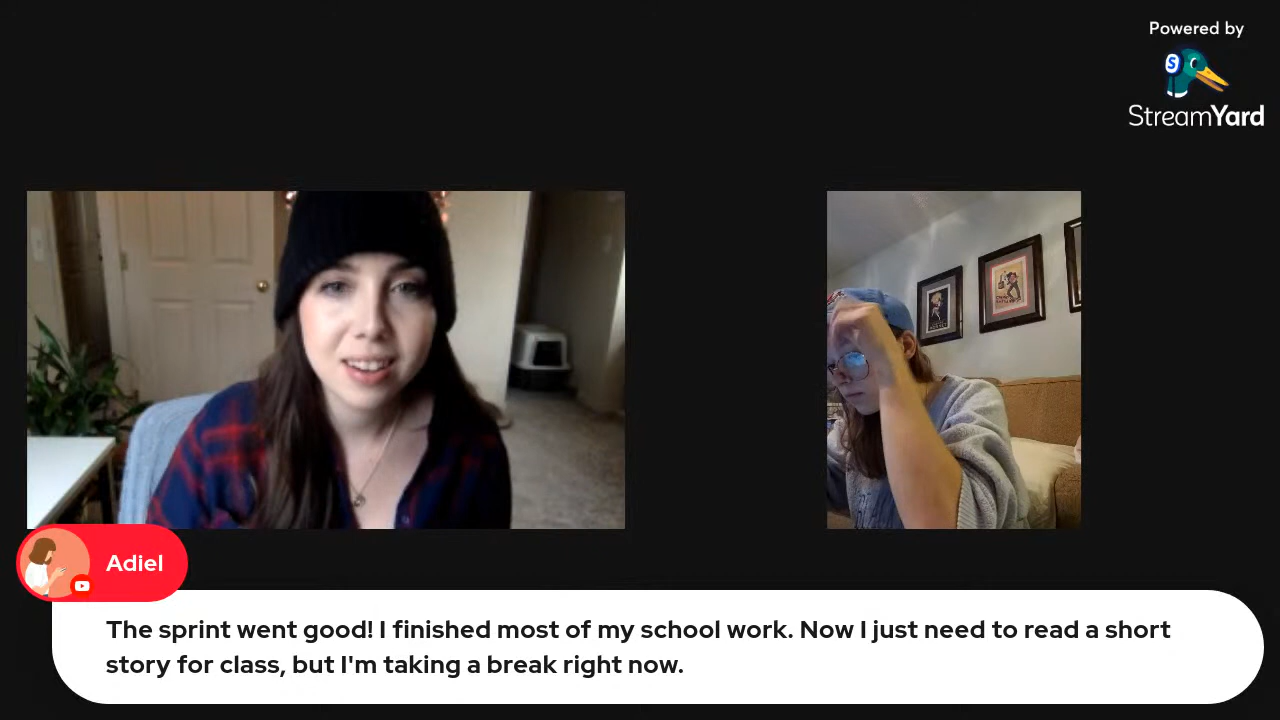 Powered by
S
StreamYard
Adiel
The sprint went good! I finished most of my school work. Now I just need to read a short
story for class, but I'm taking a break right now.